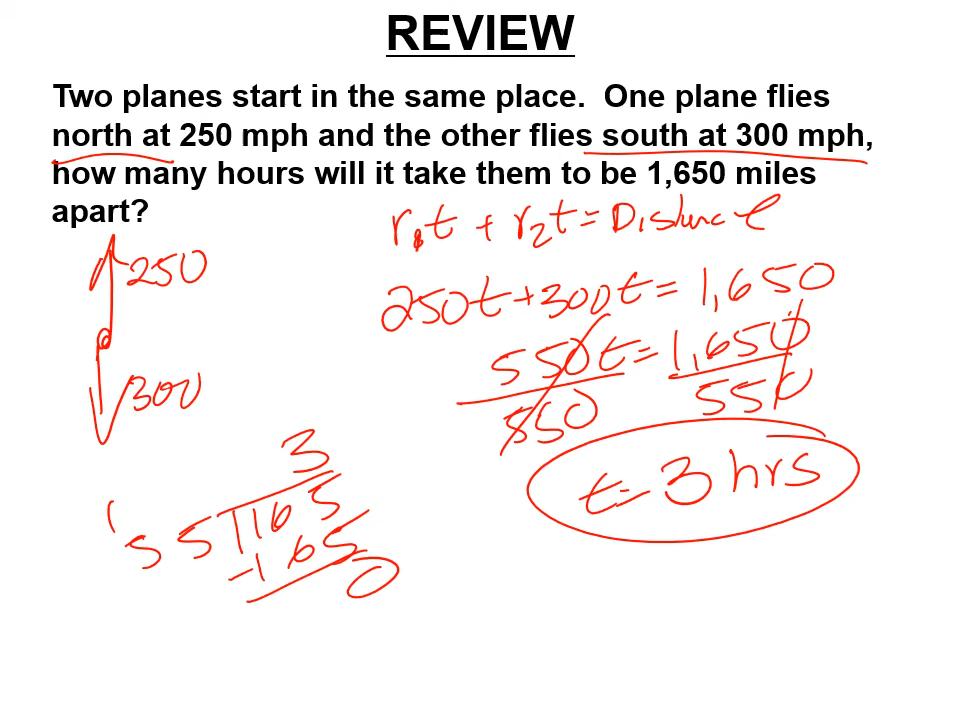 REVIEW
Two planes start in the same place. One plane flies
north at 250 mph and the other flies south at 300 mph,
how many hours will it take them to be 1,650 miles
apart?
r₁t + r₂t = Distance
250
250t + 300t = 1,650
550t = 1,650
300
550 550
3
t = 3 hrs
55 165
-165
0